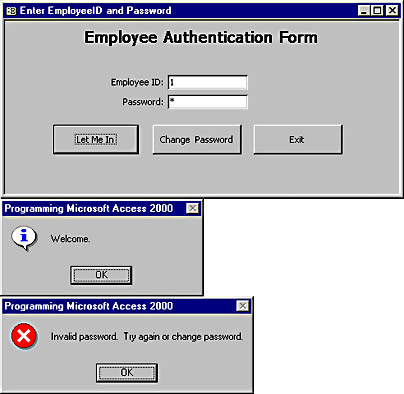 Enter EmployeeID and Password
Employee Authentication Form
Employee ID: 1
Password: *
Let Me In Change Password Exit
Programming Microsoft Access 2000
Welcome.
OK
Programming Microsoft Access 2000
Invalid password. Try again or change password.
OK